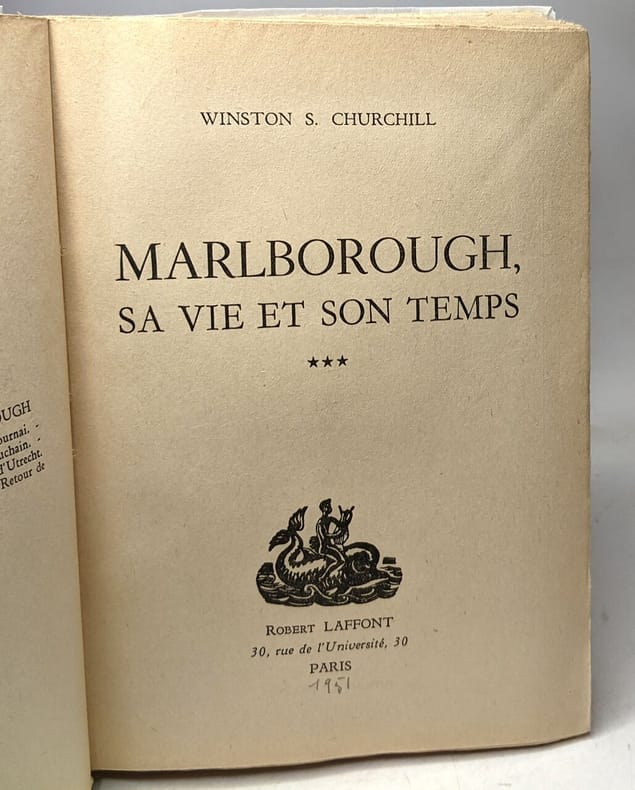 OUGH
ournai. -
uchain. -
d'Utrecht.
Retour de
WINSTON S. CHURCHILL
MARLBOROUGH,
SA VIE ET SON TEMPS
★★★
ROBERT LAFFONT
30, rue de l'Université, 30
PARIS
1951